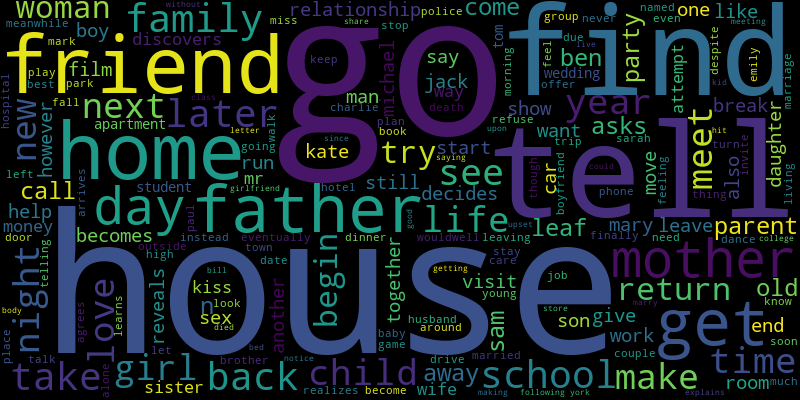 woman
family
relationship
police
share
without
meanwhile
boy
miss
come
group
never
named
one
like
meeting
discovers
stop
tom
due
feel
even
mark
friend
go
find
say
ben
party
despite
emily
film
play
best
park
keep
michael
jack
way
morning
wedding
offer
live
attempt
marriage
kid
hospital
fall
next
later
man
death
show
year
break
new
however
apartment
class
charlie
plan
book
refuse
want
asks
turn
hit
letter
walk
since
upon
trip
sarah
invite
daughter
home
going
run
kate
try
start
car
boyfriend
meet
also
left
mr
saying
see
though
tell
move
could
thing
student
girlfriend
still
decides
phone
feeling
living
call
arrives
day
father
hotel
life
leaf
mary
leave
parent
help
money
paul
good
upset
becomes
outside
instead
eventually
wouldwell
leaving
finally
need
dance
college
door
town
dinner
stay
care
mother
telling
night
house
high
date
begin
together
getting
visit
young
job
return
old
know
bill
kiss
look
n
sex
died
another
husband
around
sam
son
store
give
get
end
body
place
love
agrees
learns
reveals
baby
game
work
time
soon
talk
let
bed
brother
notice
drive
married
couple
marry
take
alone
girl
back
child
away
school
make
room
much
sister
realizes
become
wife
making
following york
explains